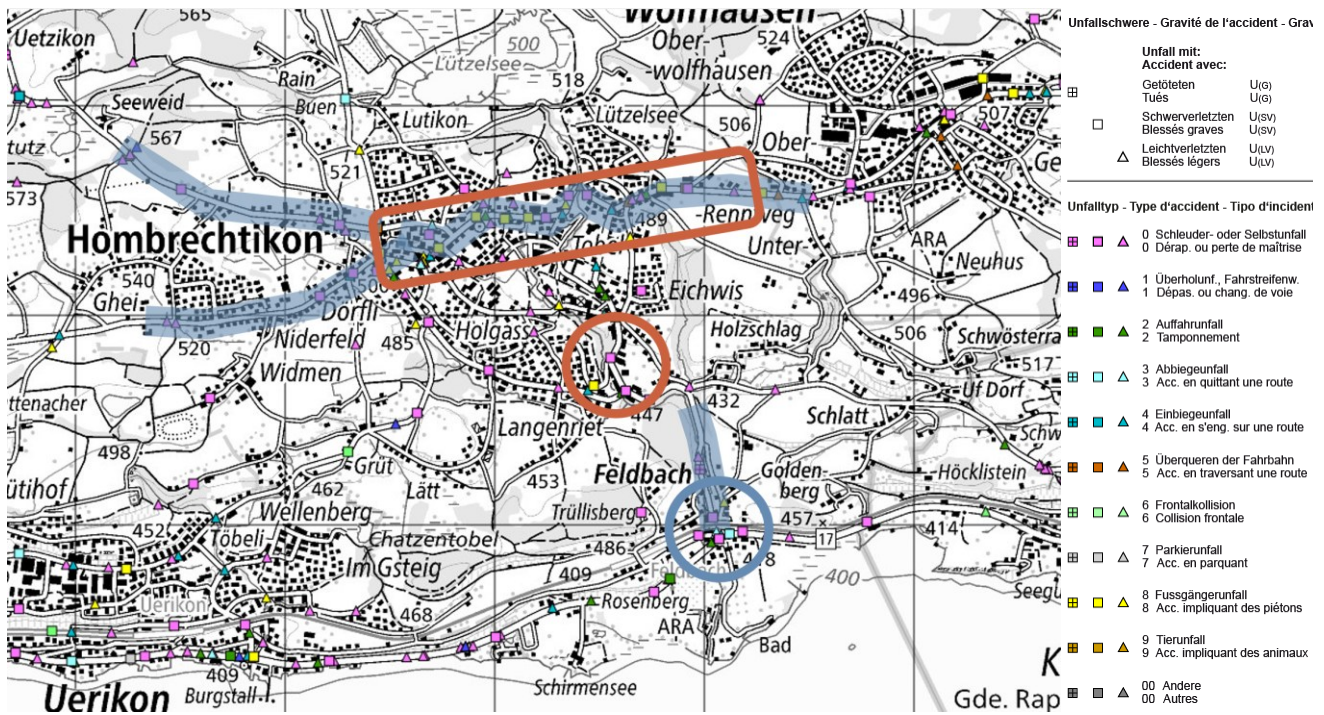 565
Uetzikon
Wolfhausen
Ober-
-wolfhausen
524
500
Lützelsee
518
Rain
Buen
Seeweid
567
Lutikon
Lützelsee
506
Ober
507
573
521
489
-Rennweg
Unter-
ARA
Neuhus
Hombrechtikon
540
Ghei
520
Dörfli
Niderfeld
485
Holgass
Eichwis
Holzschlag
496
506
Schwösterra
517
Widmen
Uf Dorf
ttenacher
432
Schlatt
Langenriet
498
Grüt
Feldbach
Golden-
berg
Höcklistein
ütihof
462
Lätt
453
452
Wellenberg
Trüllisberg
457
414
Töbeli
Chatzentobel
486
17
Im Gsteig
409
400
Uerikon
468
Rosenberg
ARA
Bad
409
Burgstall
Schirmensee
Uerikon
K
Gde. Rap
Unfallschwere - Gravité de l'accident - Grav
Unfall mit:
Accident avec:
Getöteten U(G)
Tués U(G)
Schwerverletzten U(SV)
Blessés graves U(SV)
Leichtverletzten U(LV)
Blessés légers U(LV)
Unfalltyp - Type d'accident - Tipo d'incident
0 Schleuder- oder Selbstunfall
0 Dérap. ou perte de maîtrise
1 Überholunf., Fahrstreifenw.
1 Dépas. ou chang. de voie
2 Auffahrunfall
2 Tamponnement
3 Abbiegeunfall
3 Acc. en quittant une route
4 Einbiegeunfall
4 Acc. en s'eng. sur une route
5 Überqueren der Fahrbahn
5 Acc. en traversant une route
6 Frontalkollision
6 Collision frontale
7 Parkierunfall
7 Acc. en parquant
8 Fussgängerunfall
8 Acc. impliquant des piétons
9 Tierunfall
9 Acc. impliquant des animaux
00 Andere
00 Autres